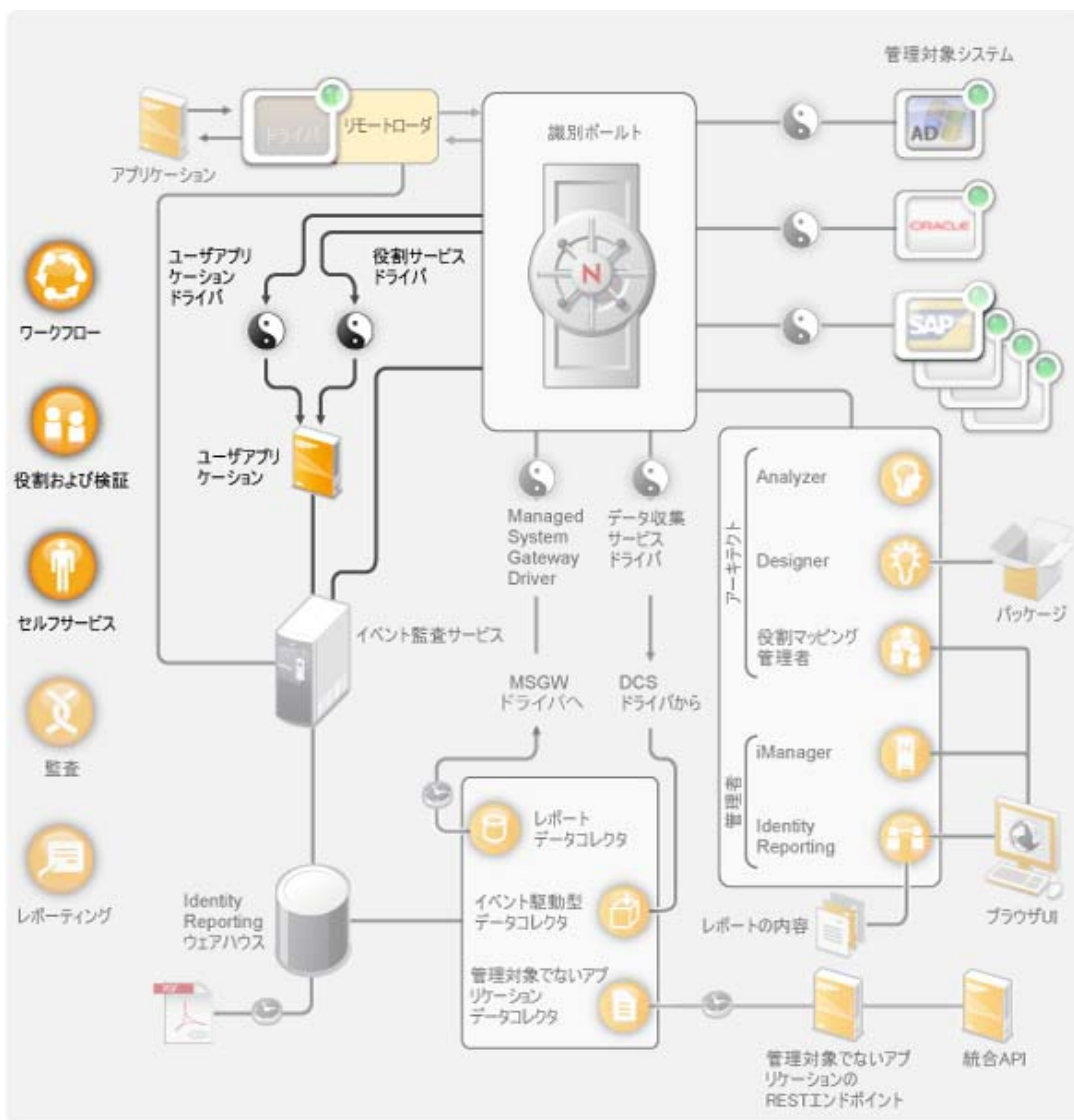 管理対象システム
ドライバ
リモートローダ
アプリケーション
識別ボールト
AD
ORACLE
SAP
N
ユーザアプリ
ケーション
ドライバ
役割サービス
ドライバ
ワークフロー
役割および検証
セルフサービス
監査
レポーティング
ユーザアプリ
ケーション
イベント監査サービス
Managed
System
Gateway
Driver
データ収集
サービス
ドライバ
MSGW
ドライバへ
DCS
ドライバから
アーキテクト
Analyzer
Designer
役割マッピング
管理者
管理者
iManager
Identity
Reporting
パッケージ
ブラウザUI
レポートの内容
レポート
データコレクタ
イベント駆動型
データコレクタ
管理対象でないアプ
リケーション
データコレクタ
Identity
Reporting
ウェアハウス
管理対象でないアプ
リケーションの
RESTエンドポイント
統合API